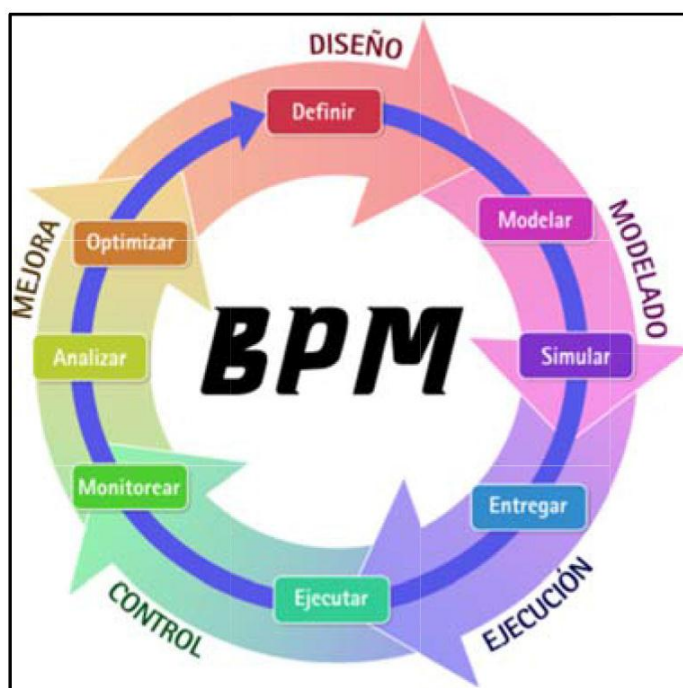 DISEÑO
Definir
Modelar
MODELADO
Simular
Entregar
EJECUCIÓN
Ejecutar
CONTROL
Monitorear
Analizar
MEJORA
Optimizar
BPM